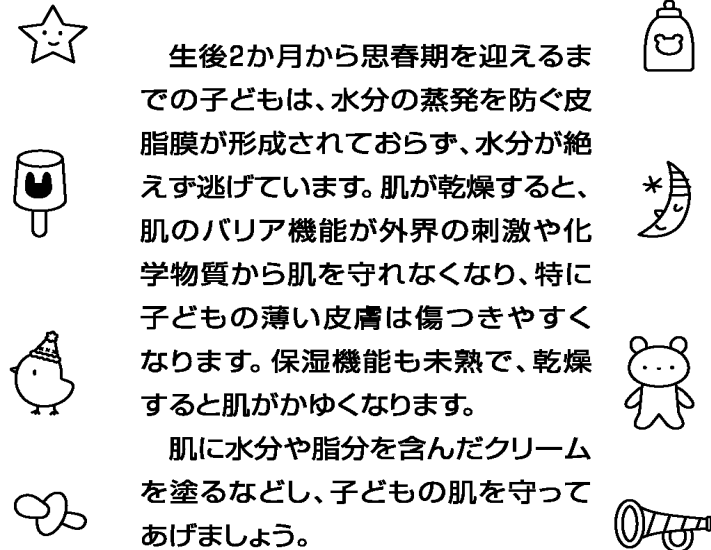 生後2か月から思春期を迎えるま
での子どもは、水分の蒸発を防ぐ皮
脂膜が形成されておらず、水分が絶
えず逃げています。肌が乾燥すると、
肌のバリア機能が外界の刺激や化
学物質から肌を守れなくなり、特に
子どもの薄い皮膚は傷つきやすく
なります。保湿機能も未熟で、乾燥
すると肌がかゆくなります。
肌に水分や脂分を含んだクリーム
を塗るなどし、子どもの肌を守って
あげましょう。